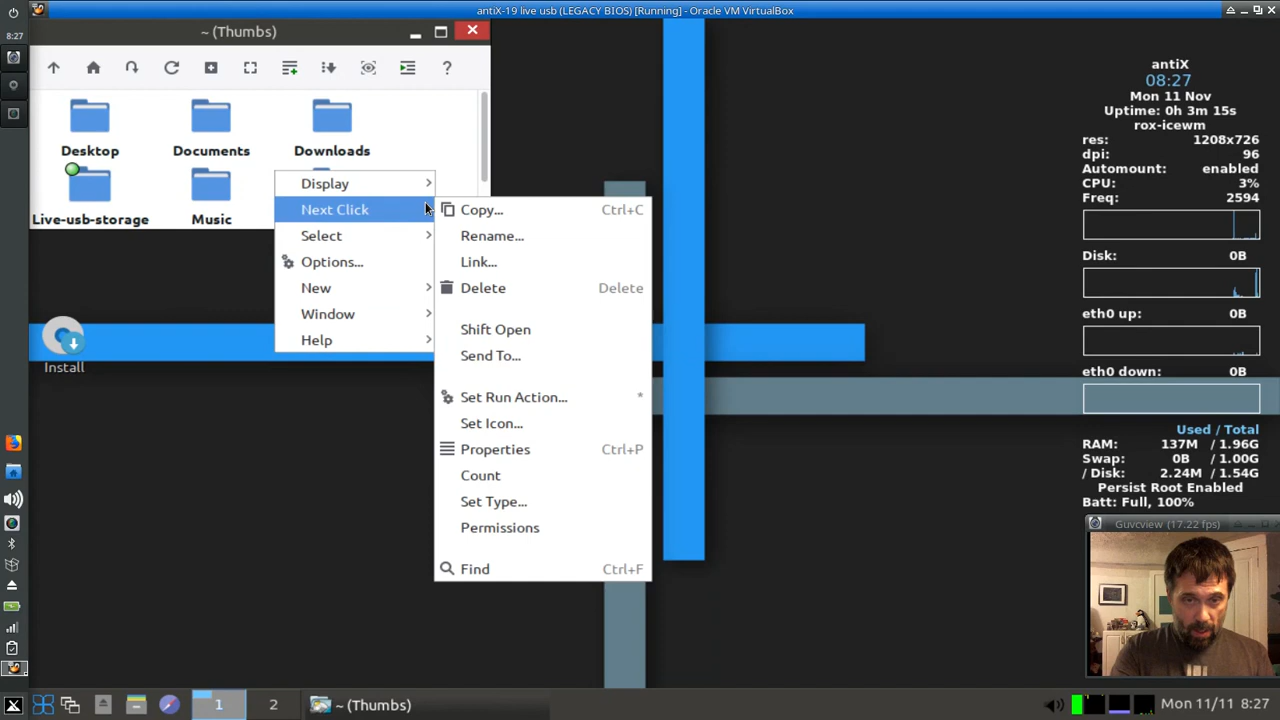 antiX-19 live usb (LEGACY BIOS) [Running] - Oracle VM VirtualBox
8:27
~ (Thumbs)
?
Desktop
Documents
Downloads
Live-usb-storage
Music
Display
Next Click
Select
Options...
New
Window
Help
Copy... Ctrl+C
Rename...
Link...
Delete Delete
Shift Open
Send To...
Set Run Action... *
Set Icon...
Properties Ctrl+P
Count
Set Type...
Permissions
Find Ctrl+F
Install
antiX
08:27
Mon 11 Nov
Uptime: 0h 3m 15s
rox-icewm
res: 1208x726
dpi: 96
Automount: enabled
CPU: 3%
Freq: 2594
Disk: 0B
eth0 up: 0B
eth0 down: 0B
Used / Total
RAM: 137M / 1.96G
Swap: 0B / 1.00G
/ Disk: 2.24M / 1.54G
Persist Root Enabled
Batt: Full, 100%
Guvcview (17.22 fps)
1
2
~ (Thumbs)
Mon 11/11 8:27